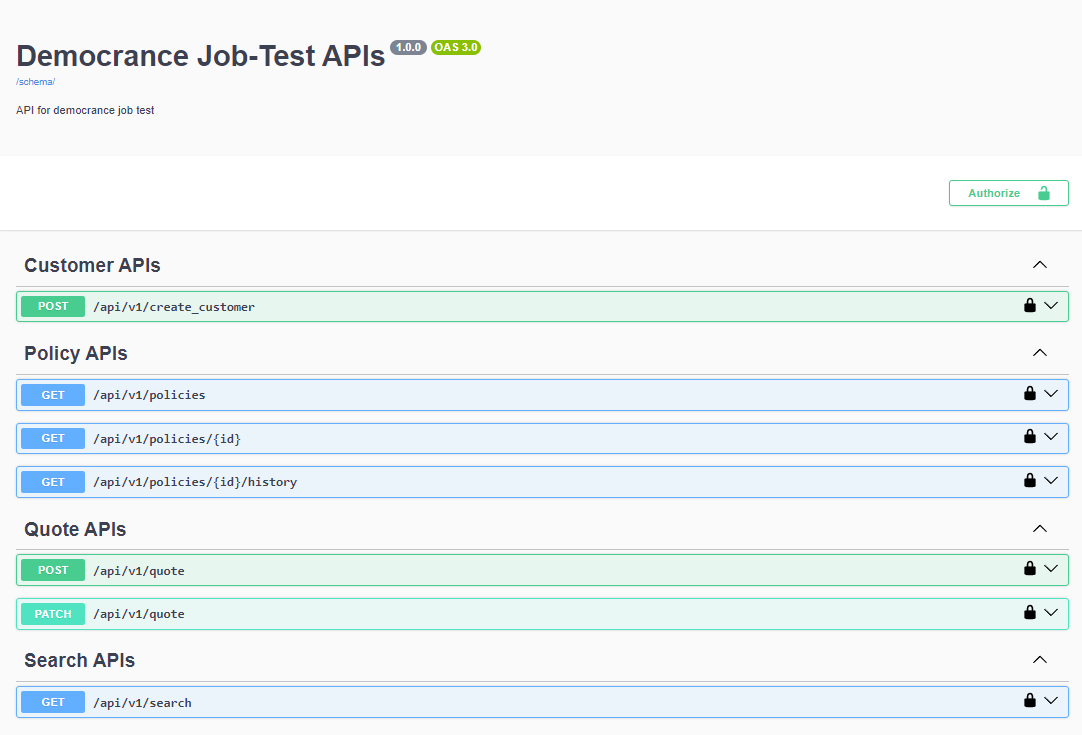 Democrance Job-Test APIs 1.0.0 OAS 3.0
/schema/
API for democrance job test
Authorize
Customer APIs
POST /api/v1/create_customer
Policy APIs
GET /api/v1/policies
GET /api/v1/policies/{id}
GET /api/v1/policies/{id}/history
Quote APIs
POST /api/v1/quote
PATCH /api/v1/quote
Search APIs
GET /api/v1/search